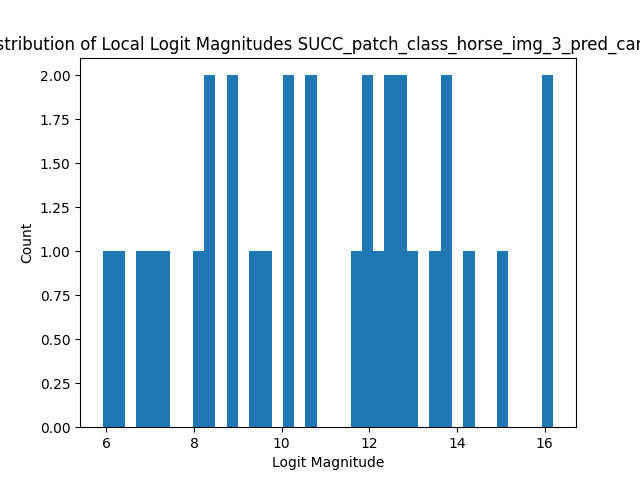 stribution of Local Logit Magnitudes SUCC_patch_class_horse_img_3_pred_car
2.00
1.75
1.50
1.25
1.00
0.75
0.50
0.25
0.00
Count
6 8 10 12 14 16
Logit Magnitude